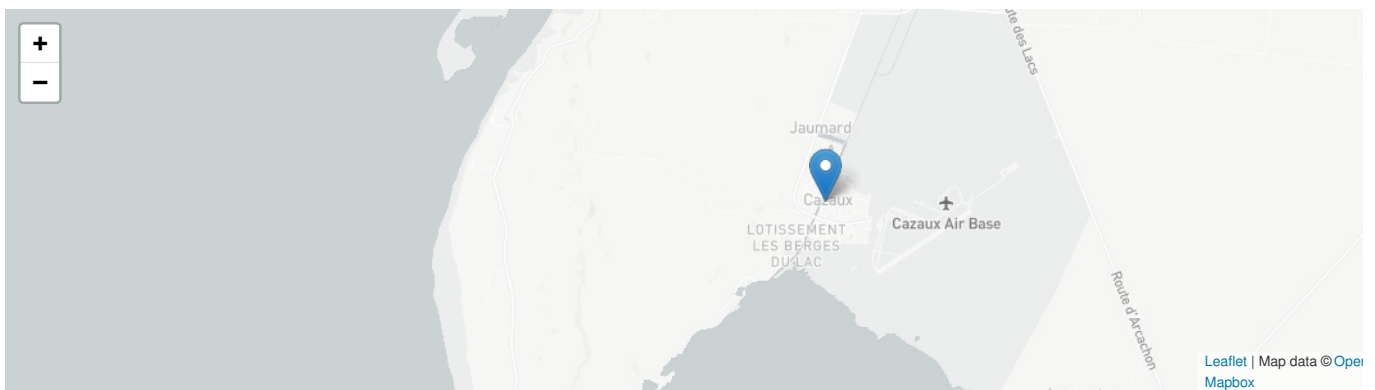 +
−
Route des Lacs
Jaumard
Cazaux
Cazaux Air Base
LOTISSEMENT
LES BERGES
DU LAC
Route d'Arcachon
Leaflet | Map data ©
Mapbox